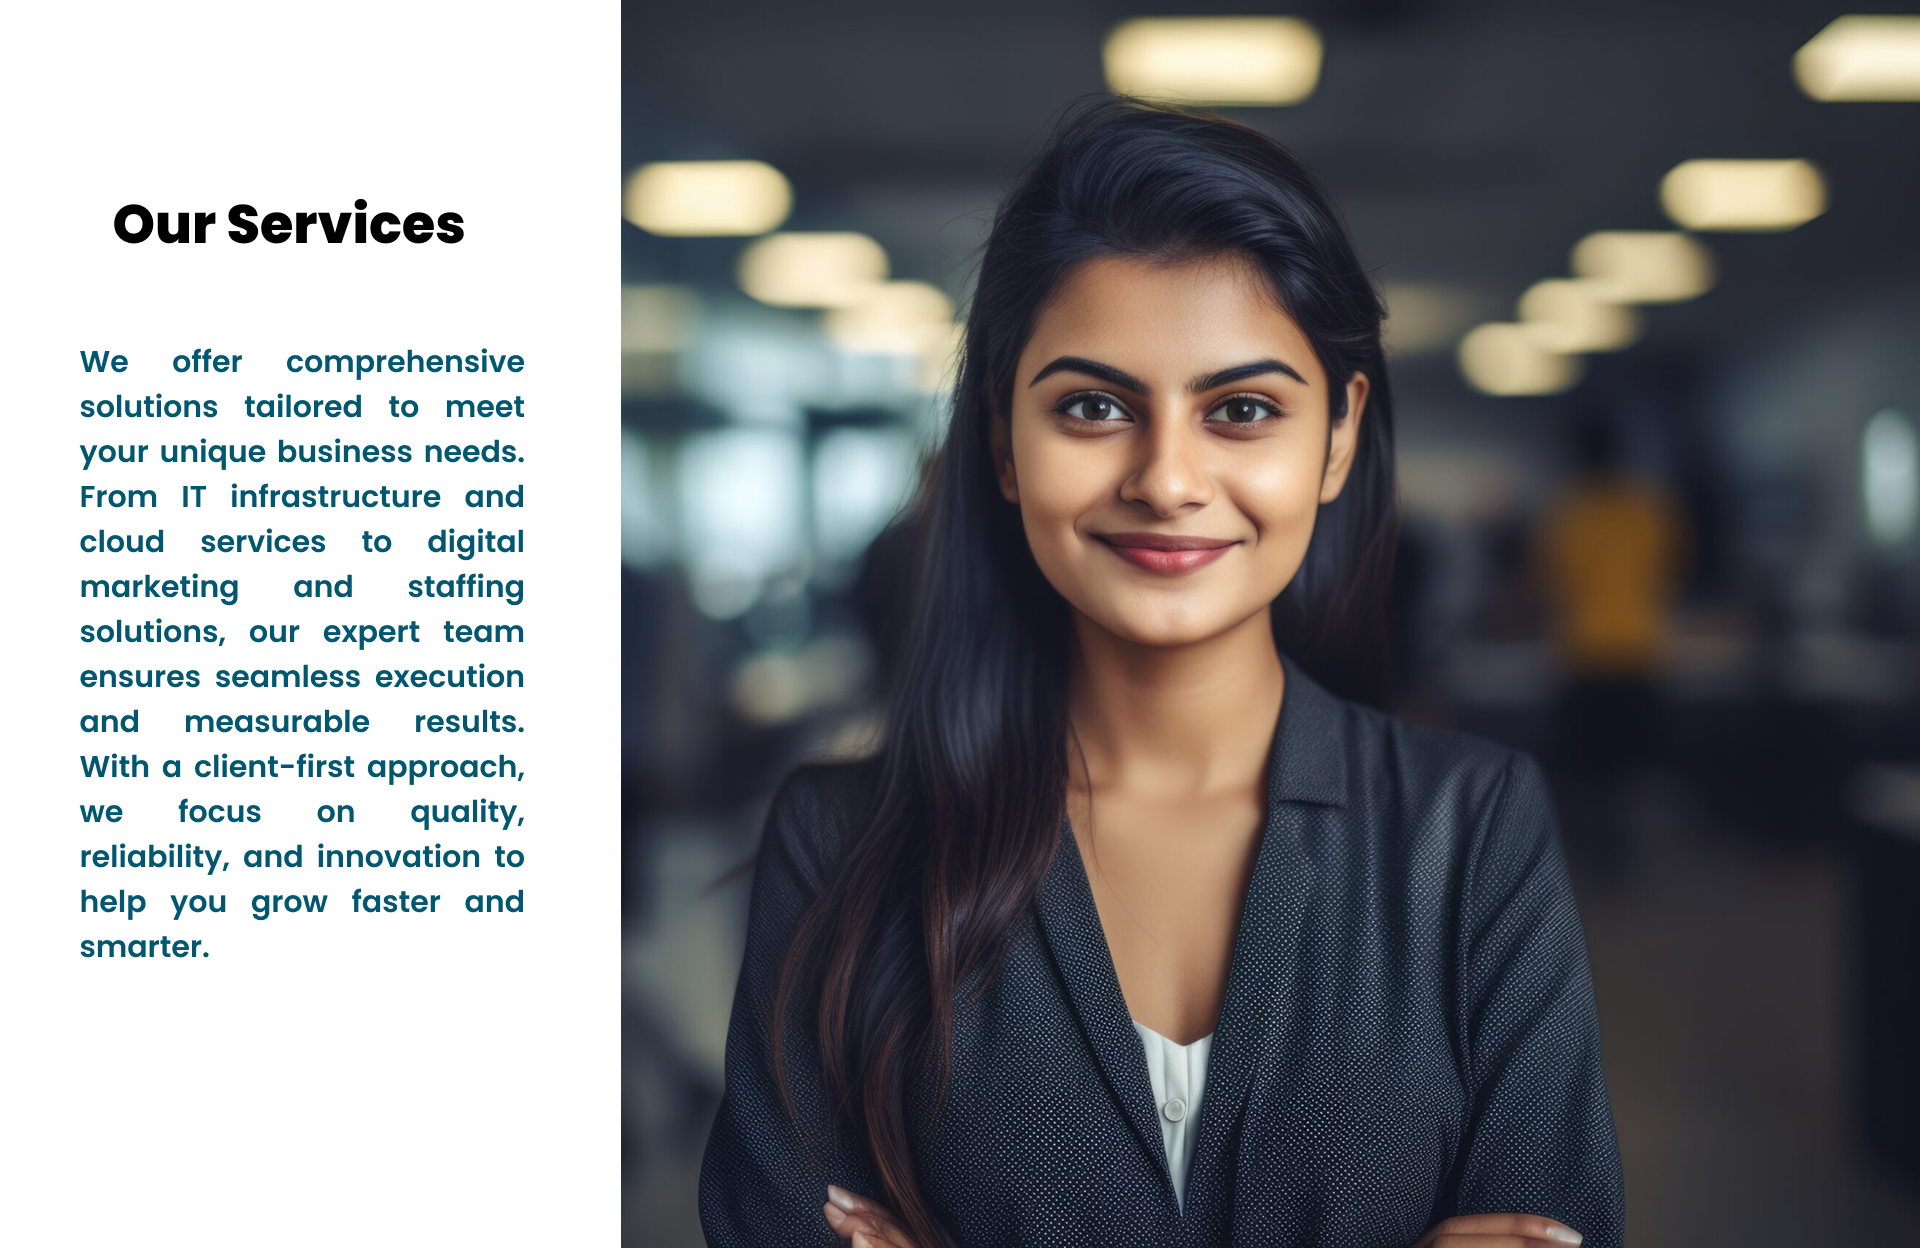 Our Services
We offer comprehensive
solutions tailored to meet
your unique business needs.
From IT infrastructure and
cloud services to digital
marketing and staffing
solutions, our expert team
ensures seamless execution
and measurable results.
With a client-first approach,
we focus on quality,
reliability, and innovation to
help you grow faster and
smarter.